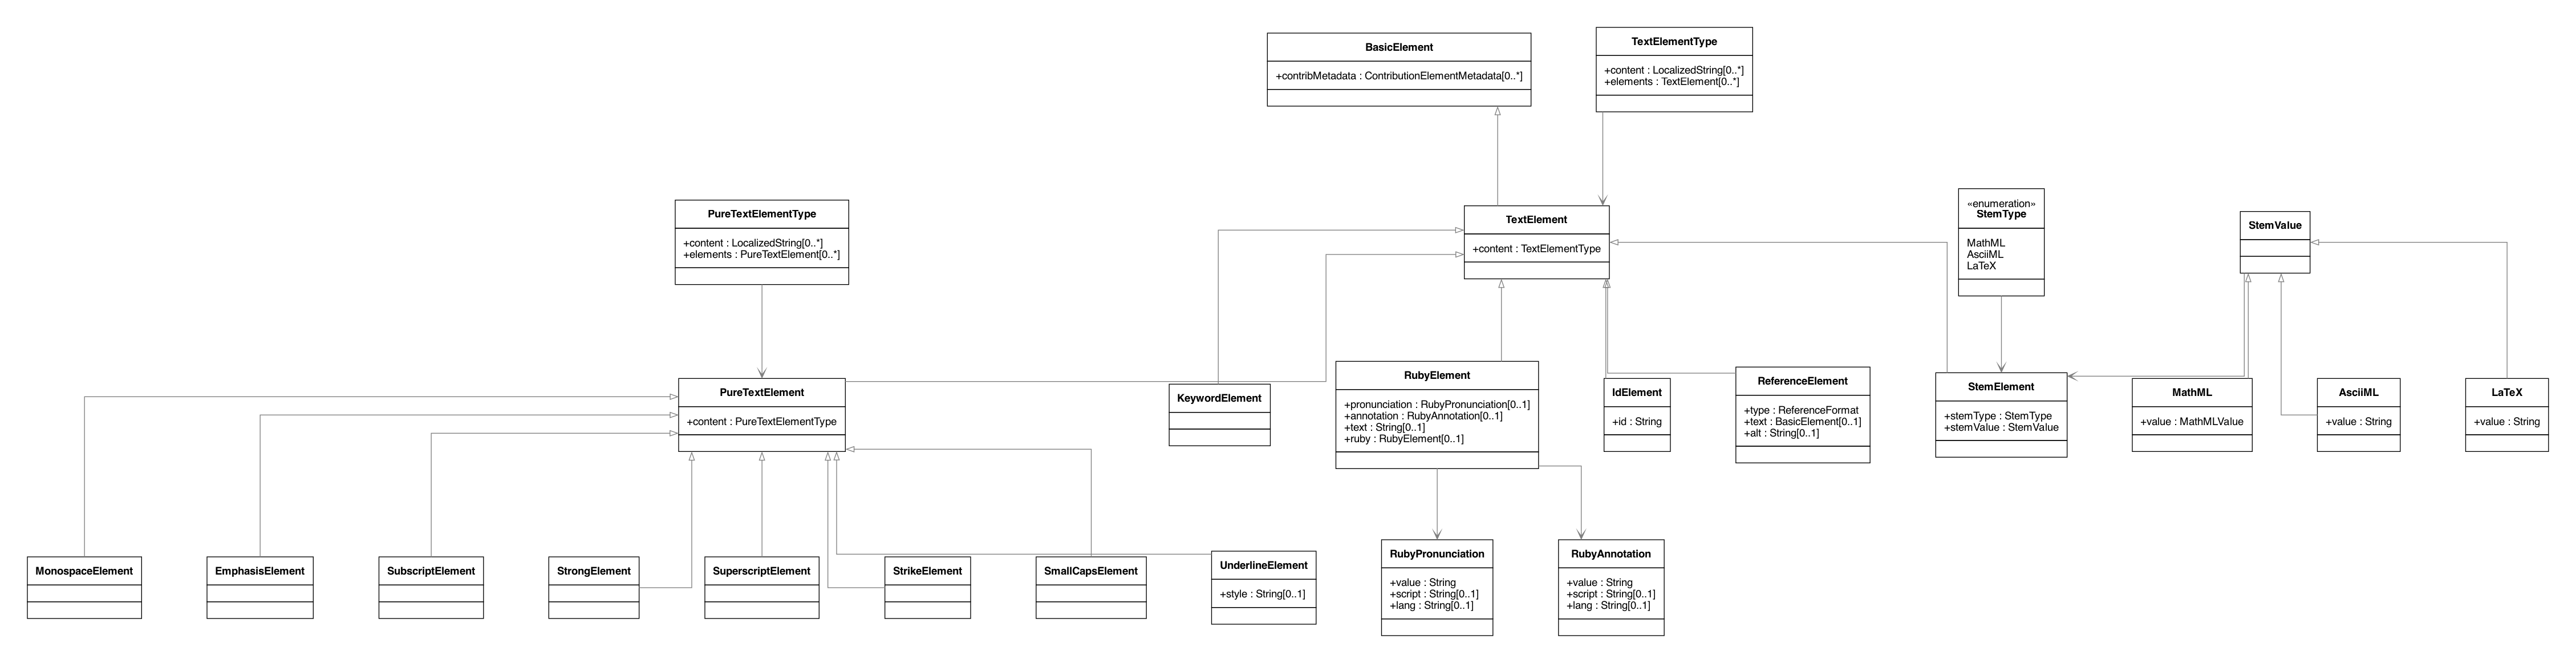 BasicElement
+contribMetadata : ContributionElementMetadata[0..*]
TextElementType
+content : LocalizedString[0..*]
+elements : TextElement[0..*]
PureTextElementType
+content : LocalizedString[0..*]
+elements : PureTextElement[0..*]
TextElement
+content : TextElementType
«enumeration»
StemType
MathML
AsciiML
LaTeX
StemValue
PureTextElement
+content : PureTextElementType
KeywordElement
RubyElement
+pronunciation : RubyPronunciation[0..1]
+annotation : RubyAnnotation[0..1]
+text : String[0..1]
+ruby : RubyElement[0..1]
IdElement
+id : String
ReferenceElement
+type : ReferenceFormat
+text : BasicElement[0..1]
+alt : String[0..1]
StemElement
+stemType : StemType
+stemValue : StemValue
MathML
+value : MathMLValue
AsciiML
+value : String
LaTeX
+value : String
MonospaceElement
EmphasisElement
SubscriptElement
StrongElement
SuperscriptElement
StrikeElement
SmallCapsElement
UnderlineElement
+style : String[0..1]
RubyPronunciation
+value : String
+script : String[0..1]
+lang : String[0..1]
RubyAnnotation
+value : String
+script : String[0..1]
+lang : String[0..1]